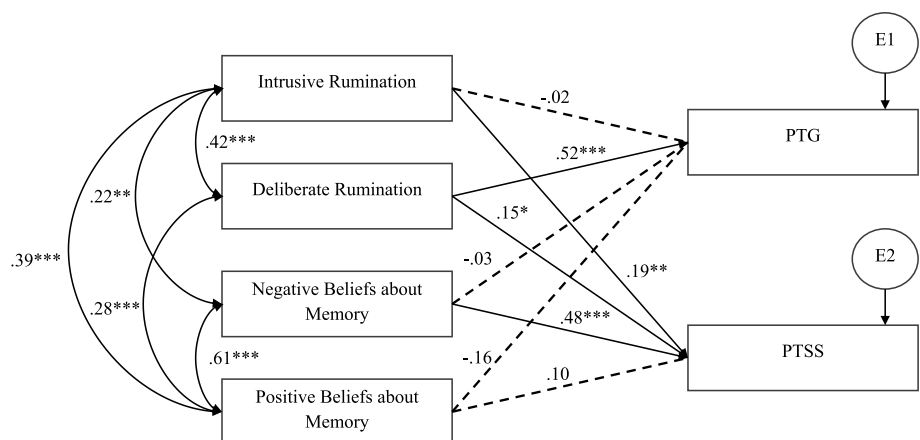 E1
Intrusive Rumination
-.02
PTG
.42***
.52***
Deliberate Rumination
.22**
.15*
E2
.39***
-.03
.19**
Negative Beliefs about
Memory
.28***
.48***
PTSS
.61***
-.16
.10
Positive Beliefs about
Memory